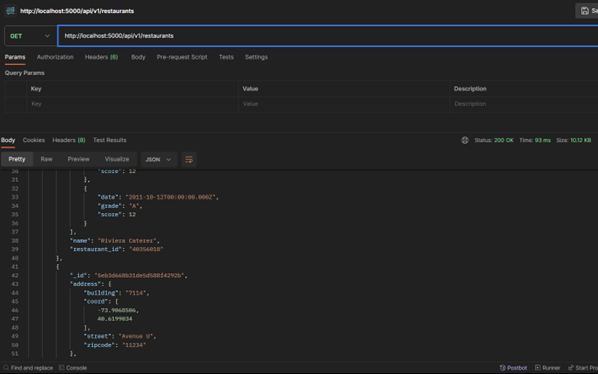 http://localhost:5000/api/v1/restaurants
Sa
GET http://localhost:5000/api/v1/restaurants
Params Authorization Headers (6) Body Pre-request Script Tests Settings
Query Params
Key Value Description
Key Value Description
Body Cookies Headers (8) Test Results Status: 200 OK Time: 93 ms Size: 10.12 KB
Pretty Raw Preview Visualize JSON
30 "score": 12
31 },
32 {
33 "date": "2011-10-12T00:00:00.000Z",
34 "grade": "A",
35 "score": 12
36 }
37 ],
38 "name": "Riviera Caterer",
39 "restaurant_id": "40356018"
40 },
41 {
42 "_id": "5eb3d668b31de5d588f4292b",
43 "address": {
44 "building": "7114",
45 "coord": [
46 -73.9068506,
47 40.6199034
48 ],
49 "street": "Avenue U",
50 "zipcode": "11234"
51 },
Find and replace Console Postbot Runner Start Pro